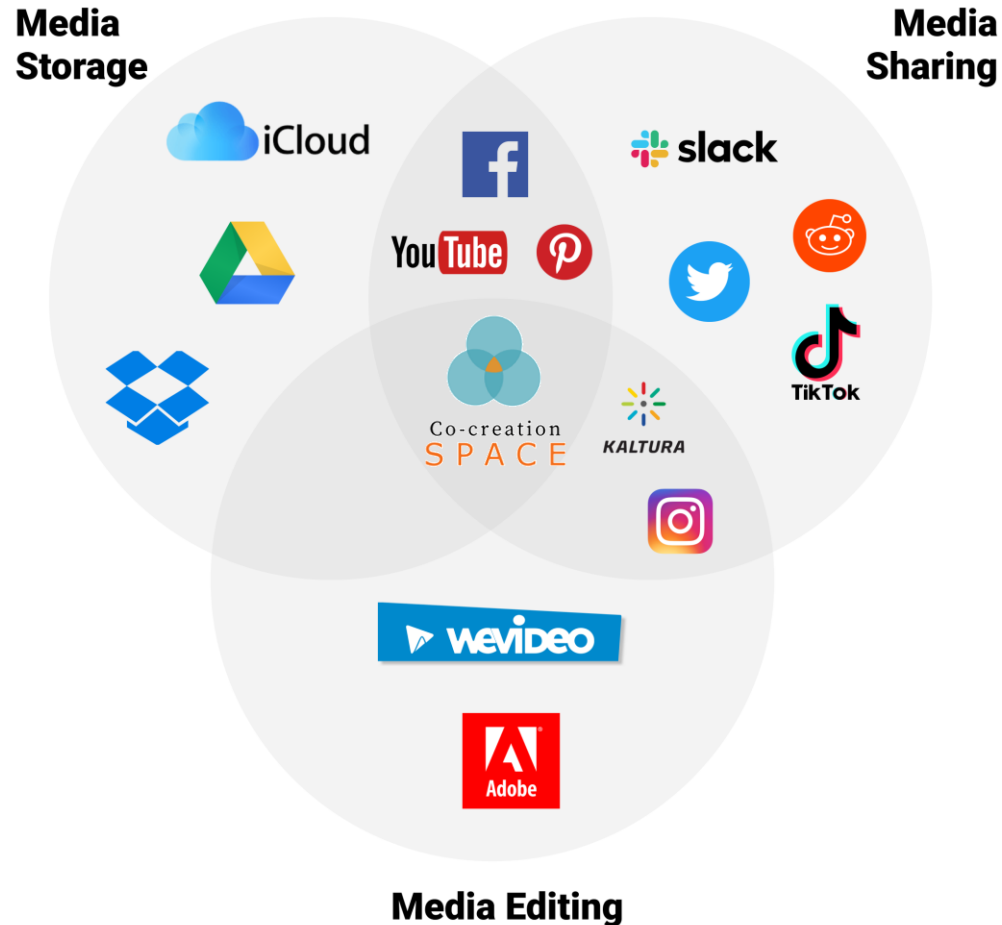 Media
Storage
Media
Sharing
iCloud
slack
YouTube
TikTok
Co-creation
SPACE
KALTURA
WeVideo
Adobe
Media Editing